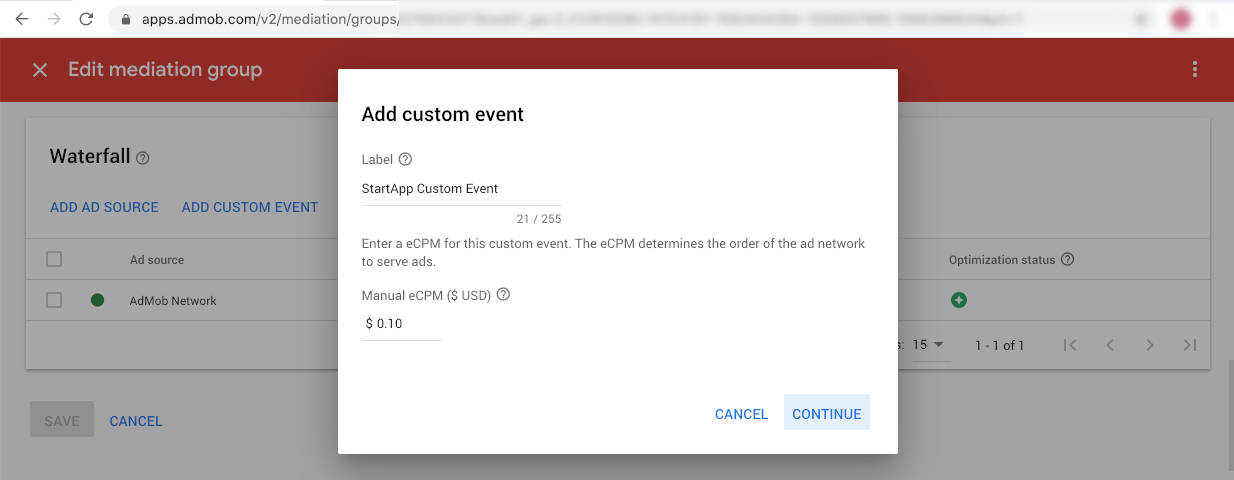 apps.admob.com/v2/mediation/groups/
Edit mediation group
Add custom event
Label
StartApp Custom Event
21 / 255
Enter a eCPM for this custom event. The eCPM determines the order of the ad network
to serve ads.
Manual eCPM ($ USD)
$ 0.10
CANCEL
CONTINUE
Waterfall
ADD AD SOURCE
ADD CUSTOM EVENT
Ad source
Optimization status
AdMob Network
15
1 - 1 of 1
SAVE
CANCEL